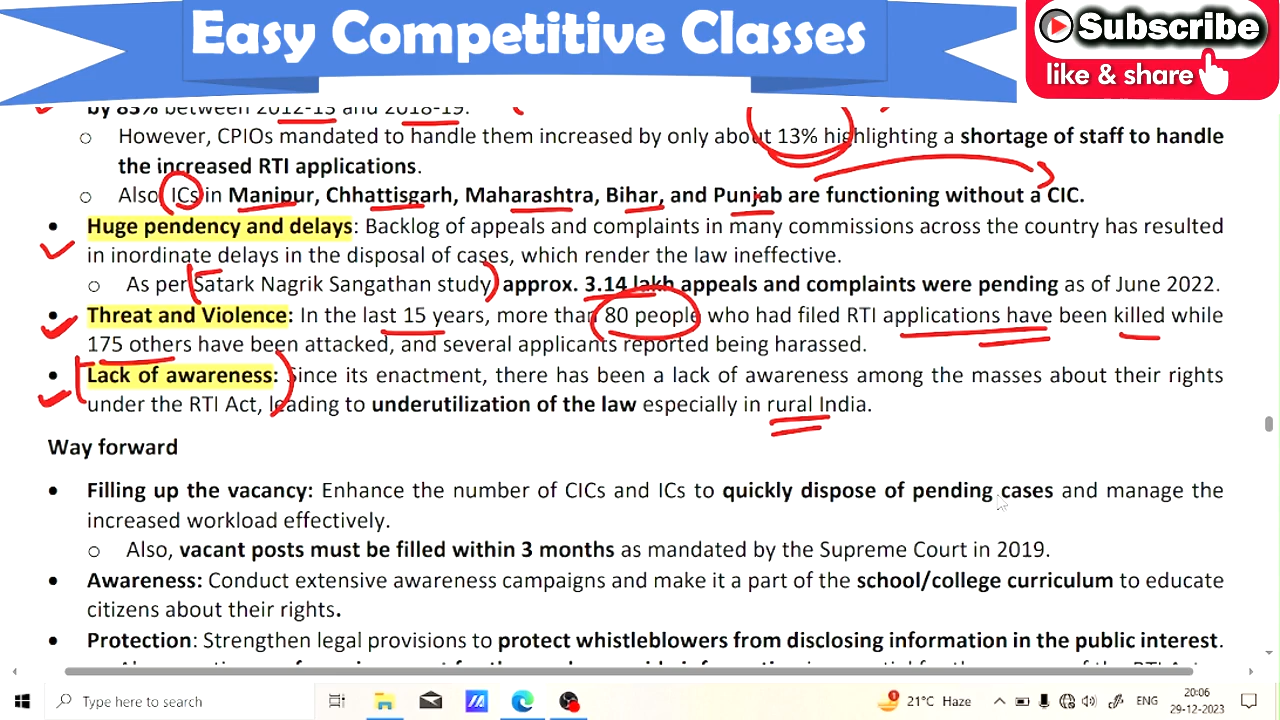 Easy Competitive Classes
Subscribe
like & share
by 83% between 2012-13 and 2018-19.
o However, CPIOs mandated to handle them increased by only about 13% highlighting a shortage of staff to handle
the increased RTI applications.
o Also ICs in Manipur, Chhattisgarh, Maharashtra, Bihar, and Punjab are functioning without a CIC.
• Huge pendency and delays: Backlog of appeals and complaints in many commissions across the country has resulted
in inordinate delays in the disposal of cases, which render the law ineffective.
o As per Satark Nagrik Sangathan study, approx. 3.14 lakh appeals and complaints were pending as of June 2022.
• Threat and Violence: In the last 15 years, more than 80 people who had filed RTI applications have been killed while
175 others have been attacked, and several applicants reported being harassed.
• Lack of awareness: Since its enactment, there has been a lack of awareness among the masses about their rights
under the RTI Act, leading to underutilization of the law especially in rural India.
Way forward
• Filling up the vacancy: Enhance the number of CICs and ICs to quickly dispose of pending cases and manage the
increased workload effectively.
o Also, vacant posts must be filled within 3 months as mandated by the Supreme Court in 2019.
• Awareness: Conduct extensive awareness campaigns and make it a part of the school/college curriculum to educate
citizens about their rights.
• Protection: Strengthen legal provisions to protect whistleblowers from disclosing information in the public interest.
Type here to search
1
21°C Haze
ENG
20:06
29-12-2023